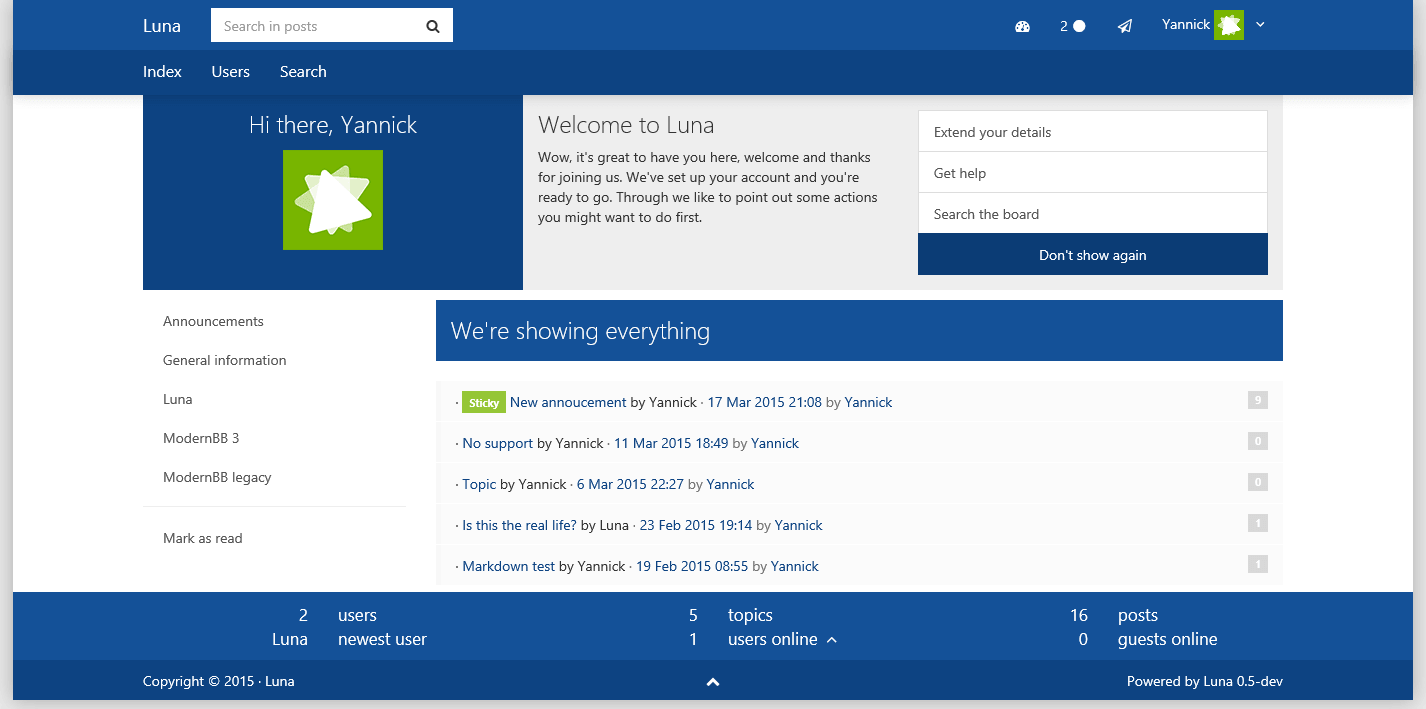 Luna
Search in posts
2
Yannick
Index
Users
Search
Hi there, Yannick
Welcome to Luna
Wow, it's great to have you here, welcome and thanks
for joining us. We've set up your account and you're
ready to go. Through we like to point out some actions
you might want to do first.
Extend your details
Get help
Search the board
Don't show again
Announcements
General information
Luna
ModernBB 3
ModernBB legacy
Mark as read
We're showing everything
· Sticky New annoucement by Yannick · 17 Mar 2015 21:08 by Yannick 9
· No support by Yannick · 11 Mar 2015 18:49 by Yannick 0
· Topic by Yannick · 6 Mar 2015 22:27 by Yannick 0
· Is this the real life? by Luna · 23 Feb 2015 19:14 by Yannick 1
· Markdown test by Yannick · 19 Feb 2015 08:55 by Yannick 1
2 users
Luna newest user
5 topics
1 users online
16 posts
0 guests online
Copyright © 2015 · Luna
Powered by Luna 0.5-dev